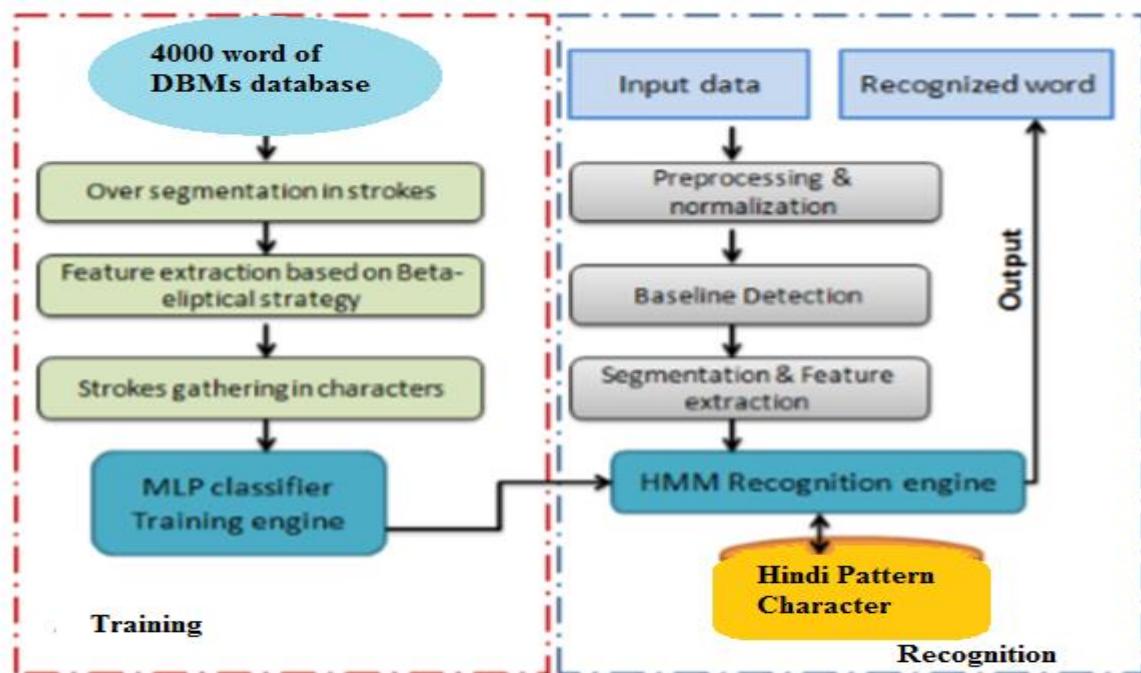 4000 word of
DBMs database
Over segmentation in strokes
Feature extraction based on Beta-
eliptical strategy
Strokes gathering in characters
MLP classifier
Training engine
Training
Input data
Recognized word
Preprocessing &
normalization
Baseline Detection
Segmentation & Feature
extraction
HMM Recognition engine
Output
Hindi Pattern
Character
Recognition